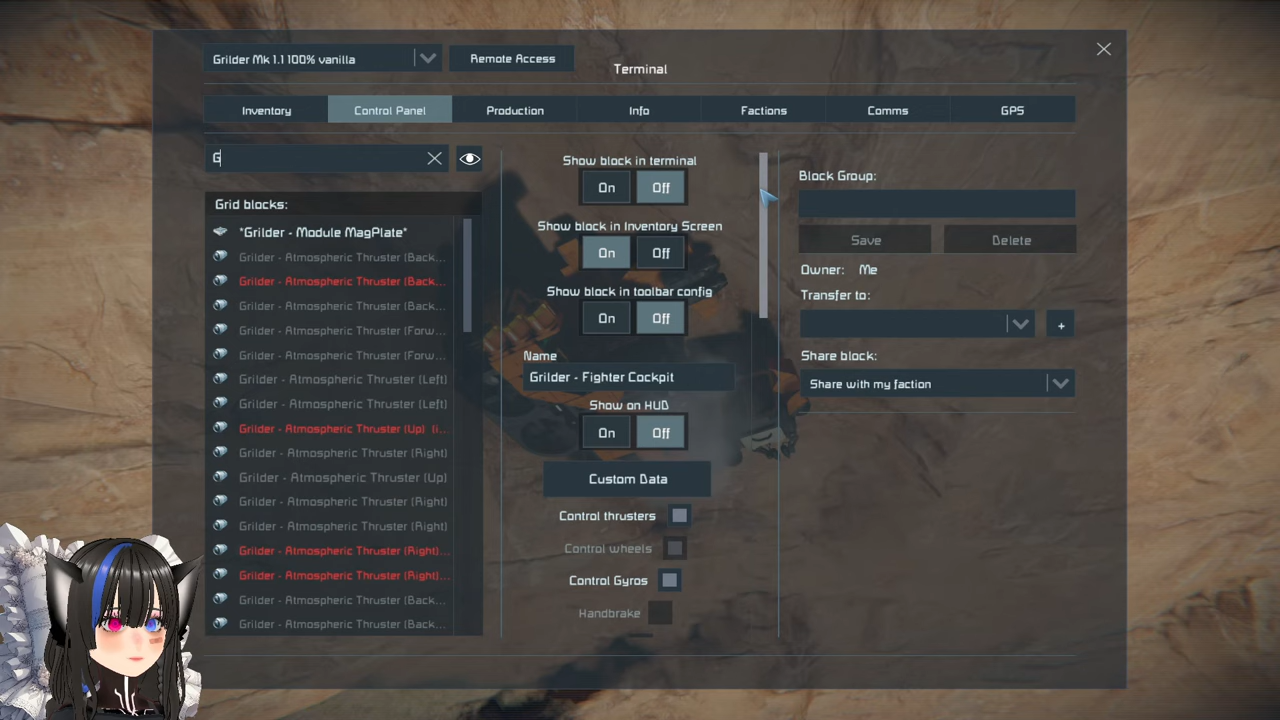 Grilder Mk 1.1 100% vanilla
Remote Access
Terminal
Inventory
Control Panel
Production
Info
Factions
Comms
GPS
G
Grid blocks:
*Grilder - Module MagPlate*
Grilder - Atmospheric Thruster (Back...
Grilder - Atmospheric Thruster (Back...
Grilder - Atmospheric Thruster (Back...
Grilder - Atmospheric Thruster (Forw...
Grilder - Atmospheric Thruster (Forw...
Grilder - Atmospheric Thruster (Left)
Grilder - Atmospheric Thruster (Left)
Grilder - Atmospheric Thruster (Up) (i...
Grilder - Atmospheric Thruster (Right)
Grilder - Atmospheric Thruster (Up)
Grilder - Atmospheric Thruster (Right)
Grilder - Atmospheric Thruster (Right)
Grilder - Atmospheric Thruster (Right)...
Grilder - Atmospheric Thruster (Right)...
Grilder - Atmospheric Thruster (Back...
Grilder - Atmospheric Thruster (Back...
Show block in terminal
On Off
Show block in Inventory Screen
On Off
Show block in toolbar config
On Off
Name
Grilder - Fighter Cockpit
Show on HUD
On Off
Custom Data
Control thrusters
Control wheels
Control Gyros
Handbrake
Block Group:
Save
Delete
Owner: Me
Transfer to:
+
Share block:
Share with my faction